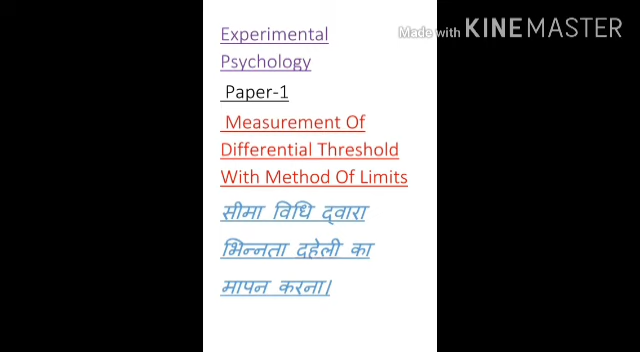 Experimental
Made with KINEMASTER
Psychology
Paper-1
Measurement Of
Differential Threshold
With Method Of Limits
सीमा विधि द्वारा
भिन्नता दहेली का
मापन करना।